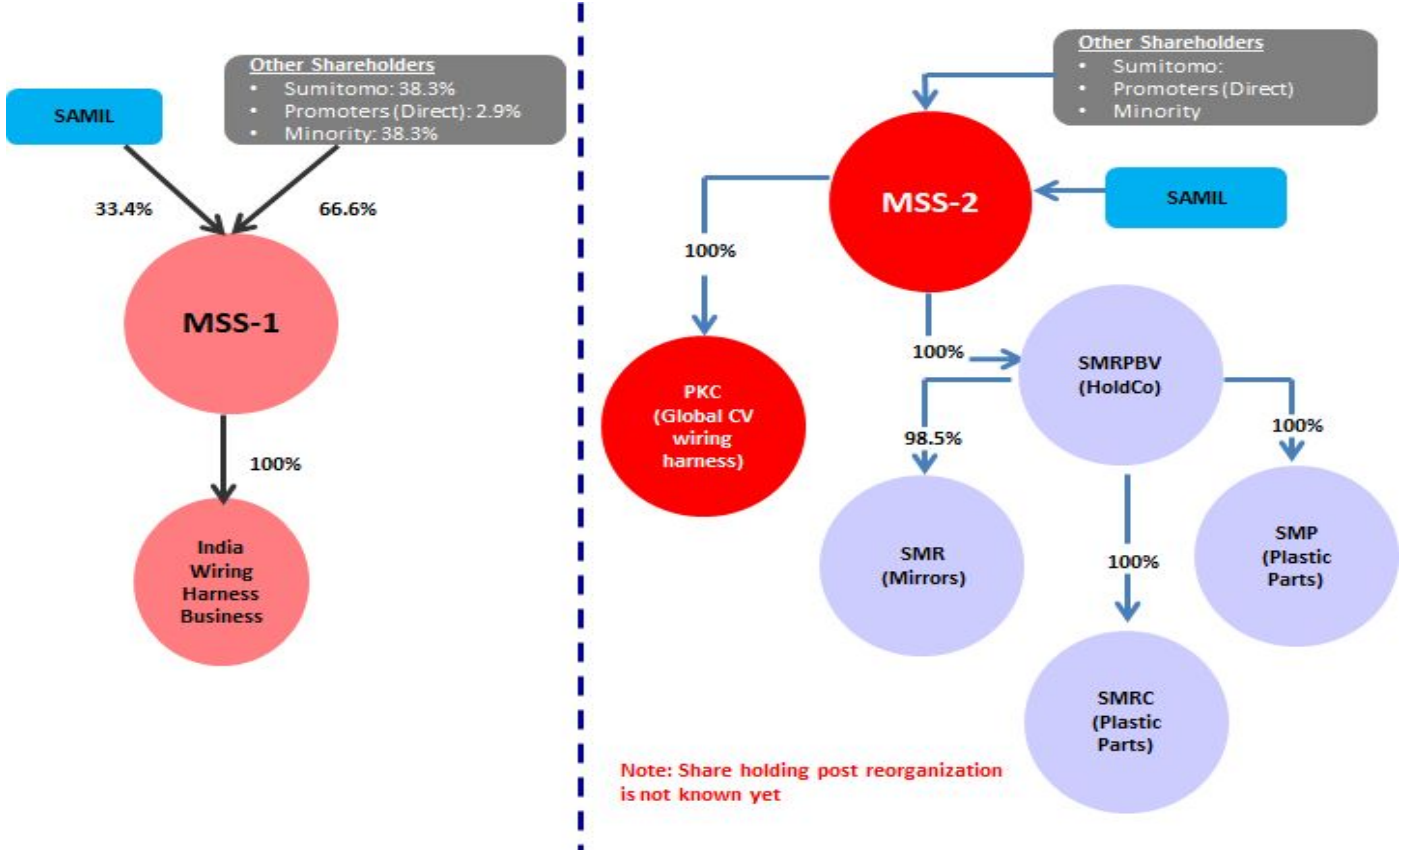 Other Shareholders
• Sumitomo: 38.3%
• Promoters (Direct): 2.9%
• Minority: 38.3%
SAMIL
33.4%
66.6%
MSS-1
100%
India
Wiring
Harness
Business
Other Shareholders
• Sumitomo:
• Promoters (Direct)
• Minority
MSS-2
SAMIL
100%
100%
PKC
(Global CV
wiring
harness)
SMRPBV
(HoldCo)
98.5%
100%
SMR
(Mirrors)
100%
SMP
(Plastic
Parts)
SMRC
(Plastic
Parts)
Note: Share holding post reorganization
is not known yet